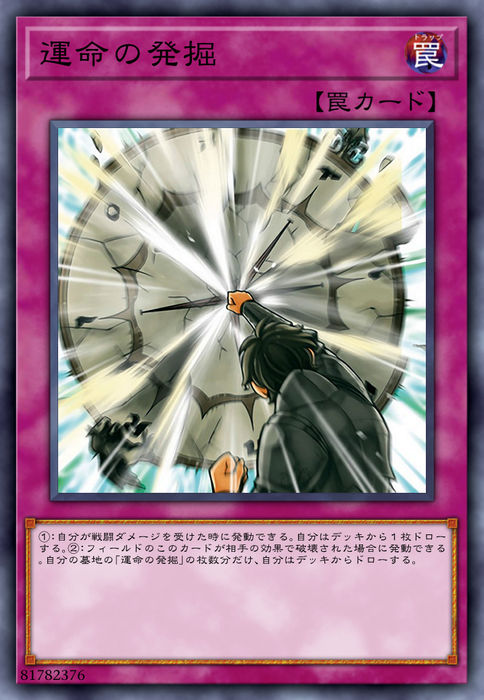 運命の発掘
トラップ
罠
【罠カード】
①:自分が戦闘ダメージを受けた時に発動できる。自分はデッキから１枚ドロー
する。②:フィールドのこのカードが相手の効果で破壊された場合に発動できる
。自分の墓地の「運命の発掘」の枚数分だけ、自分はデッキからドローする。
81782376